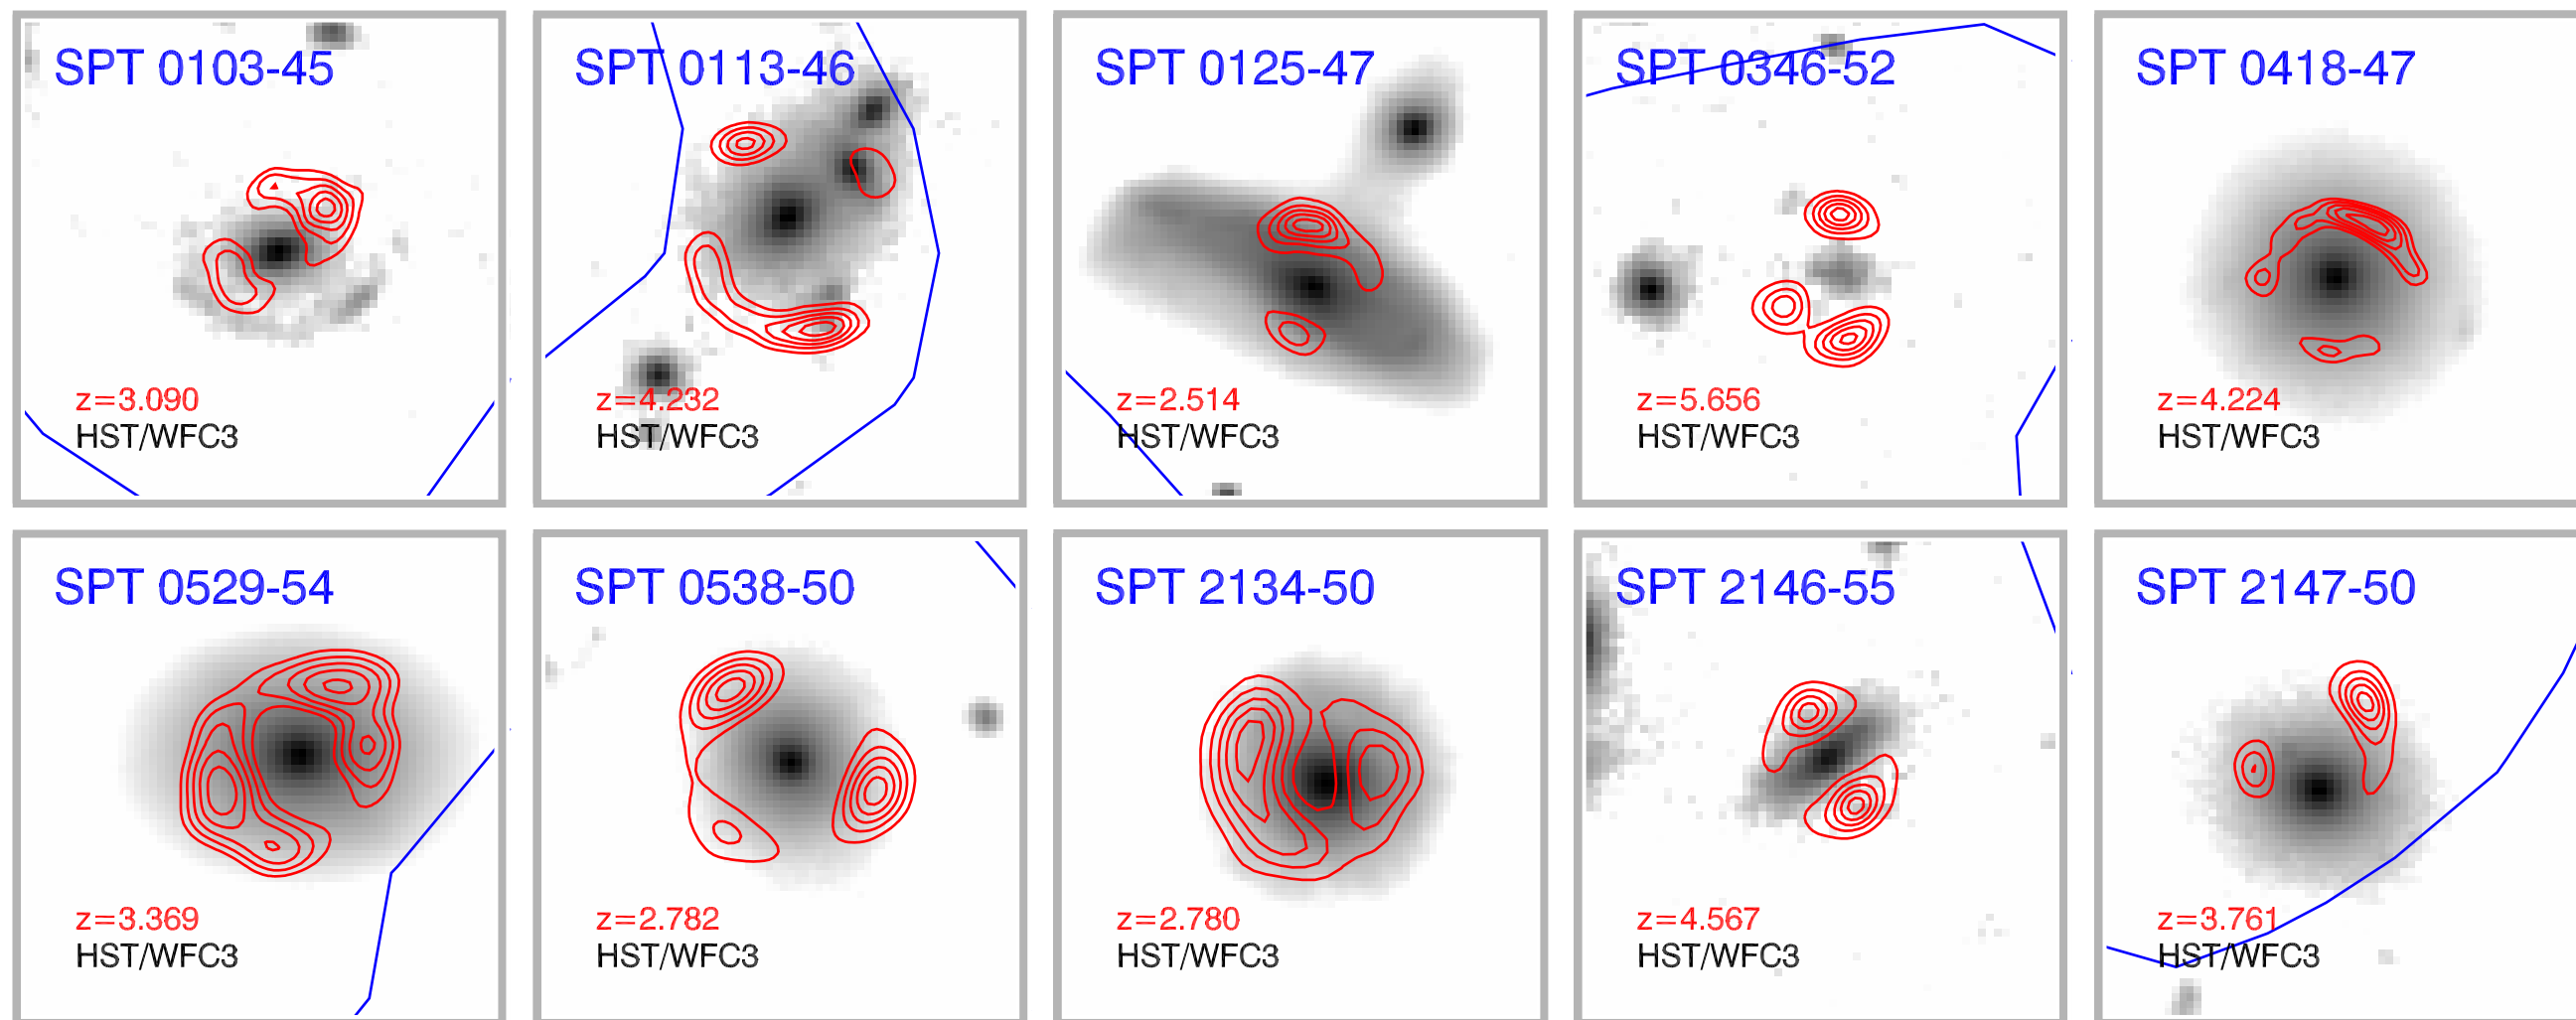 SPT 0103-45
z=3.090
HST/WFC3
SPT 0113-46
z=4.232
HST/WFC3
SPT 0125-47
z=2.514
HST/WFC3
SPT 0346-52
z=5.656
HST/WFC3
SPT 0418-47
z=4.224
HST/WFC3
SPT 0529-54
z=3.369
HST/WFC3
SPT 0538-50
z=2.782
HST/WFC3
SPT 2134-50
z=2.780
HST/WFC3
SPT 2146-55
z=4.567
HST/WFC3
SPT 2147-50
z=3.761
HST/WFC3